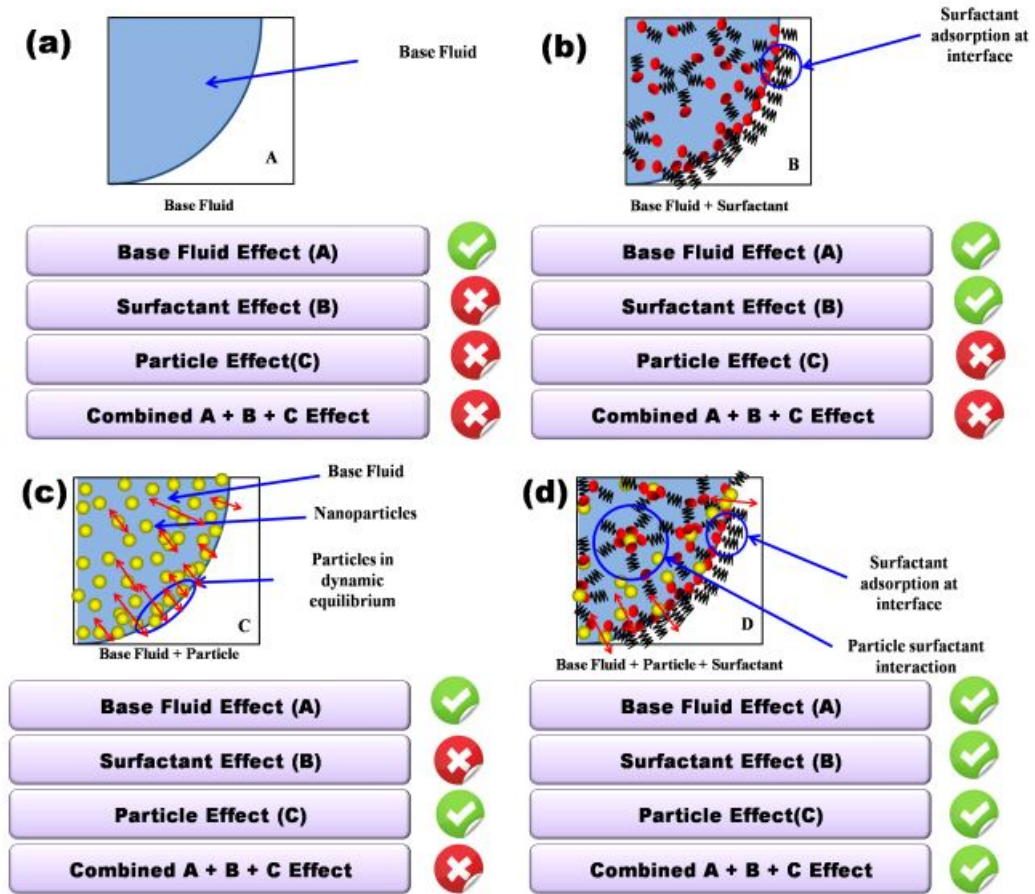 (a)
Base Fluid
A
Base Fluid
Base Fluid Effect (A)
Surfactant Effect (B)
Particle Effect(C)
Combined A + B + C Effect
(b)
Surfactant
adsorption at
interface
B
Base Fluid + Surfactant
Base Fluid Effect (A)
Surfactant Effect (B)
Particle Effect (C)
Combined A + B + C Effect
(c)
Base Fluid
Nanoparticles
Particles in
dynamic
equilibrium
C
Base Fluid + Particle
Base Fluid Effect (A)
Surfactant Effect (B)
Particle Effect (C)
Combined A + B + C Effect
(d)
Surfactant
adsorption at
interface
D
Particle surfactant
interaction
Base Fluid + Particle + Surfactant
Base Fluid Effect (A)
Surfactant Effect (B)
Particle Effect(C)
Combined A + B + C Effect